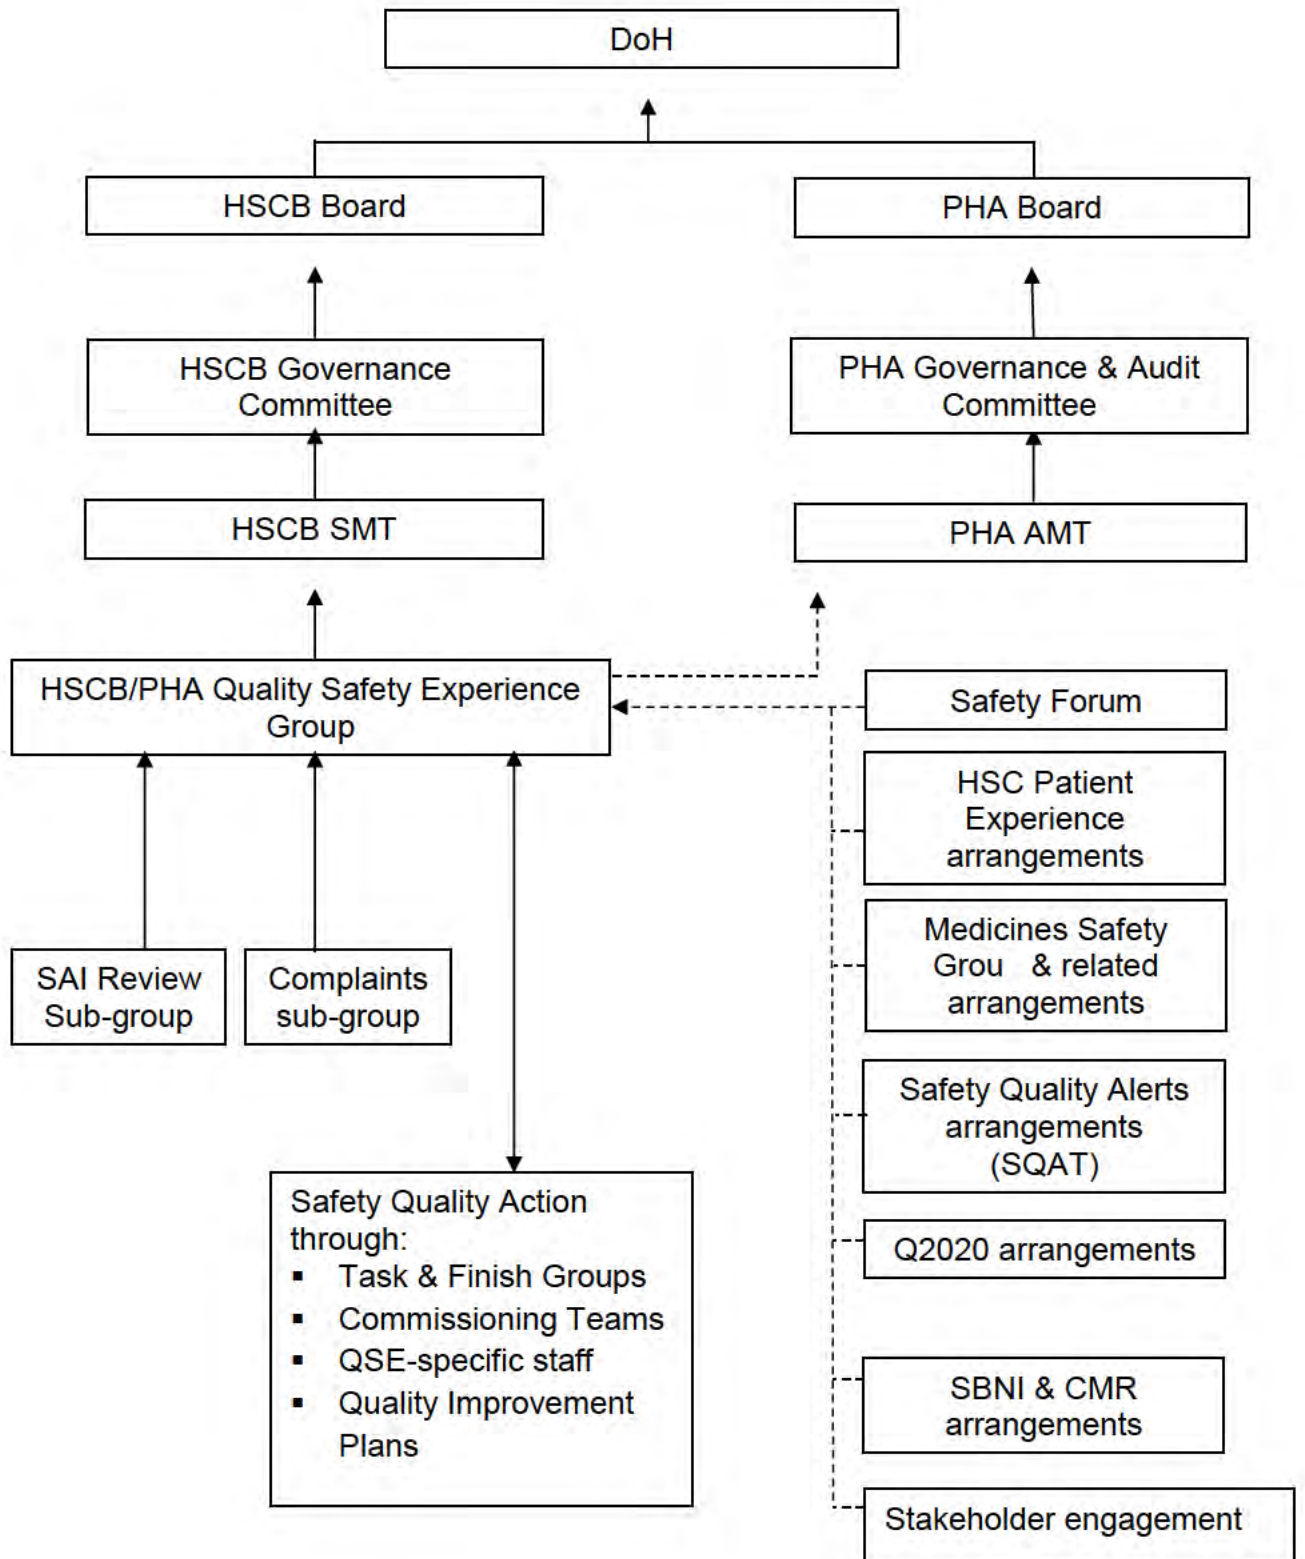 DoH
HSCB Board
PHA Board
HSCB Governance
Committee
PHA Governance & Audit
Committee
HSCB SMT
PHA AMT
HSCB/PHA Quality Safety Experience
Group
Safety Forum
HSC Patient
Experience
arrangements
Medicines Safety
Grou & related
arrangements
SAI Review
Sub-group
Complaints
sub-group
Safety Quality Alerts
arrangements
(SQAT)
Safety Quality Action
through:
▪ Task & Finish Groups
▪ Commissioning Teams
▪ QSE-specific staff
▪ Quality Improvement
Plans
Q2020 arrangements
SBNI & CMR
arrangements
Stakeholder engagement